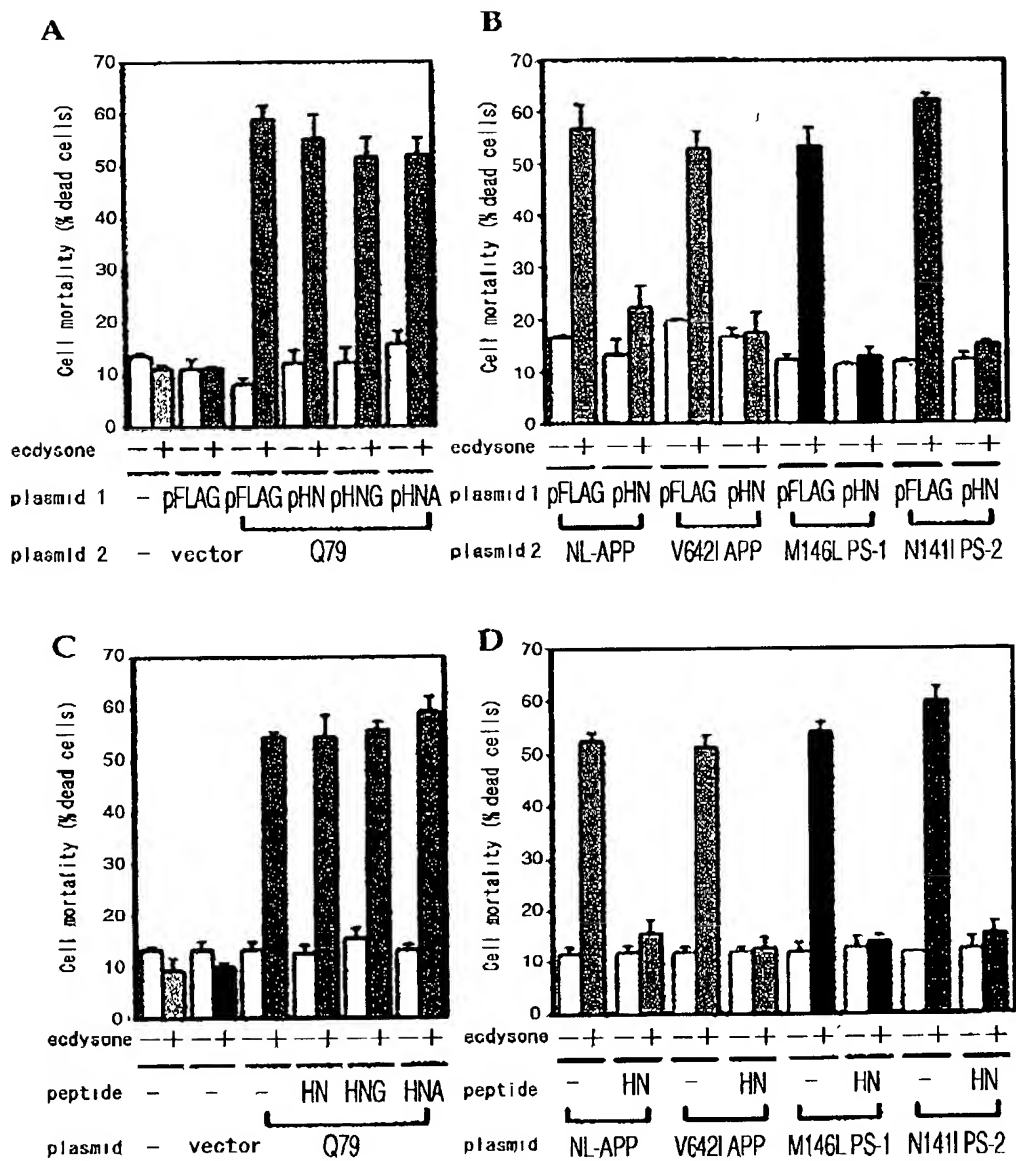 A
Cell mortality (% dead cells)
70
60
50
40
30
20
10
0
ecdysone - + - + - + - + - + - +
plasmid 1 - pFLAG pFLAG pHN pHNG pHNA
plasmid 2 - vector Q79
B
Cell mortality (% dead cells)
70
60
50
40
30
20
10
0
ecdysone - + - + - + - + - + - + - + - +
plasmid 1 pFLAG pHN pFLAG pHN pFLAG pHN pFLAG pHN
plasmid 2 NL-APP V642I APP M146L PS-1 N141I PS-2
C
Cell mortality (% dead cells)
70
60
50
40
30
20
10
0
ecdysone - + - + - + - + - + - +
peptide - - - HN HNG HNA
plasmid - vector Q79
D
Cell mortality (% dead cells)
70
60
50
40
30
20
10
0
ecdysone - + - + - + - + - + - + - + - +
peptide - HN - HN - HN - HN
plasmid NL-APP V642I APP M146L PS-1 N141I PS-2